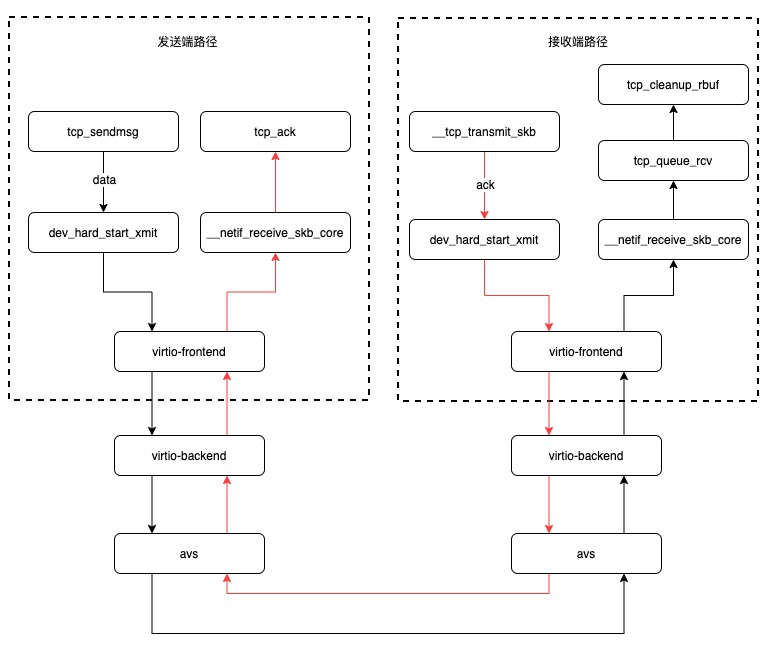 发送端路径
tcp_sendmsg
tcp_ack
data
dev_hard_start_xmit
__netif_receive_skb_core
virtio-frontend
virtio-backend
avs
接收端路径
tcp_cleanup_rbuf
__tcp_transmit_skb
tcp_queue_rcv
ack
dev_hard_start_xmit
__netif_receive_skb_core
virtio-frontend
virtio-backend
avs